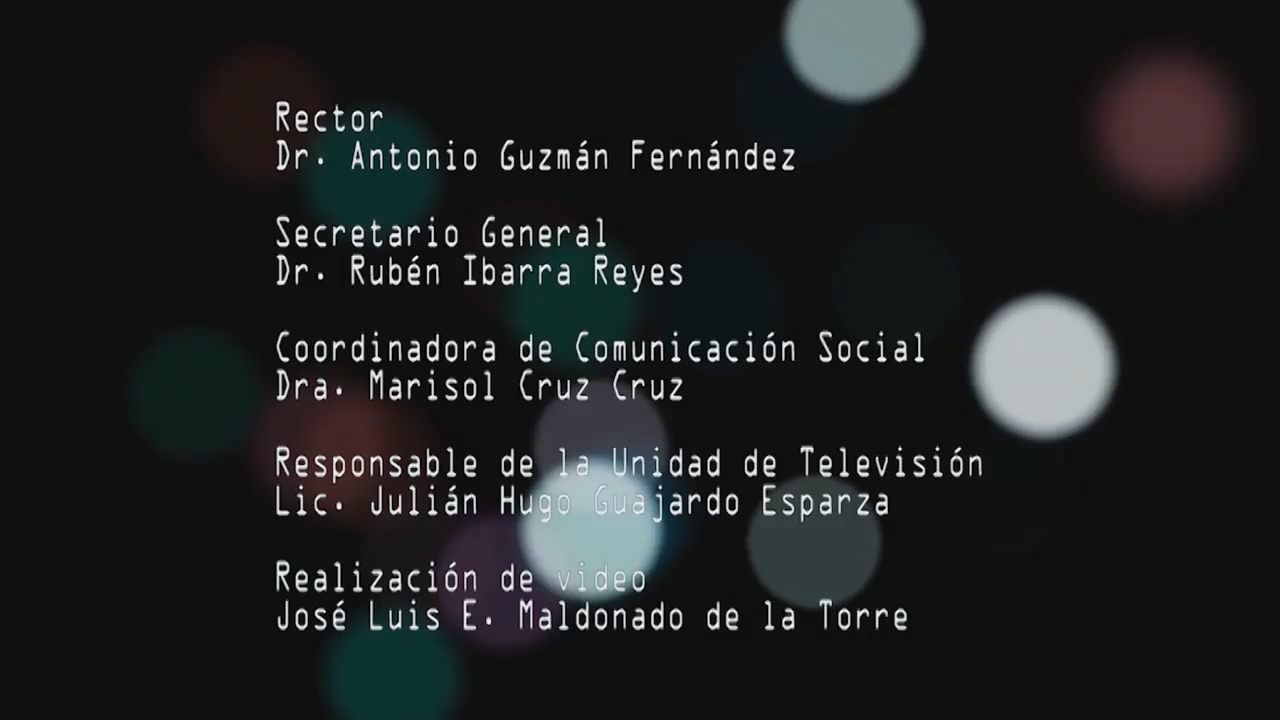 Rector
Dr. Antonio Guzmán Fernández
Secretario General
Dr. Rubén Ibarra Reyes
Coordinadora de Comunicación Social
Dra. Marisol Cruz Cruz
Responsable de la Unidad de Televisión
Lic. Julián Hugo Guajardo Esparza
Realización de video
José Luis E. Maldonado de la Torre